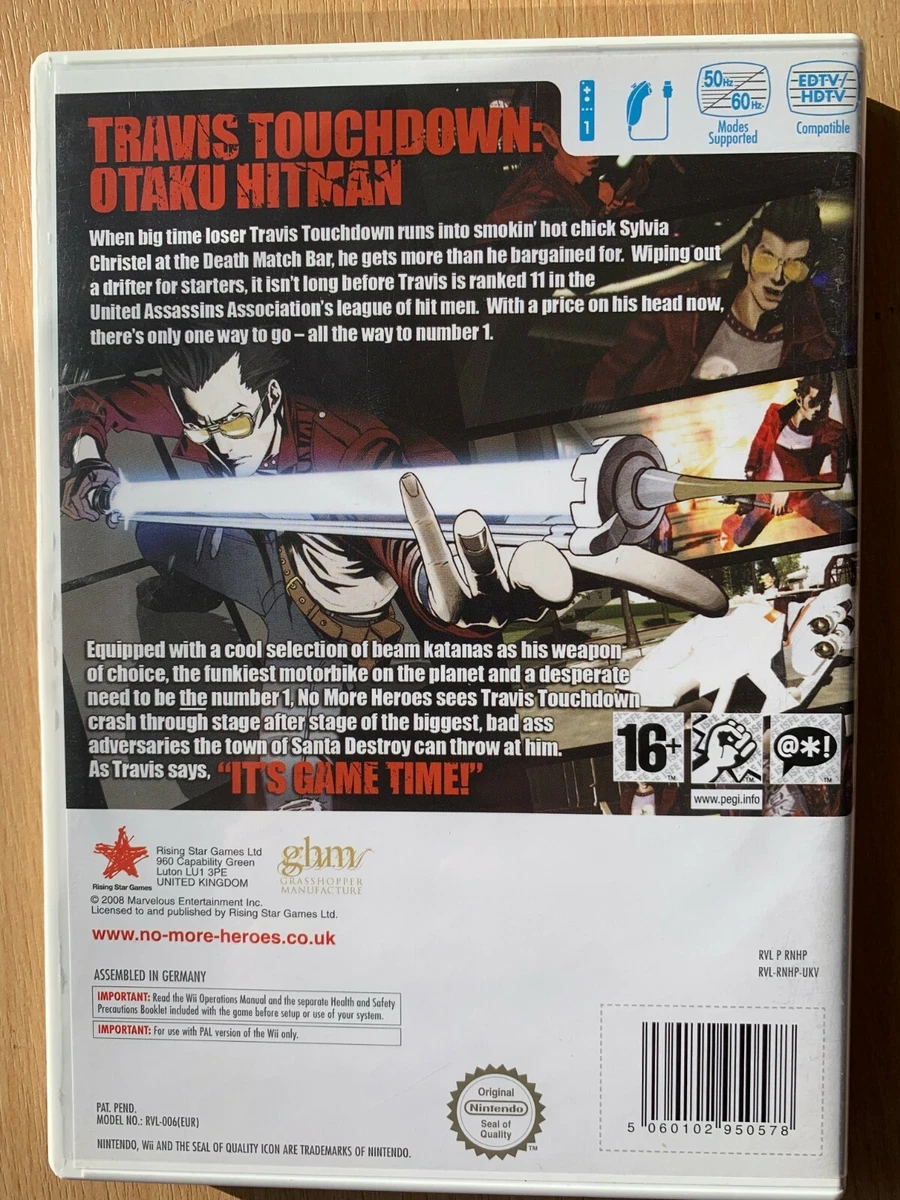 1
50Hz
60Hz
Modes
Supported
EDTV/
HDTV
Compatible
TRAVIS TOUCHDOWN:
OTAKU HITMAN
When big time loser Travis Touchdown runs into smokin' hot chick Sylvia
Christel at the Death Match Bar, he gets more than he bargained for. Wiping out
a drifter for starters, it isn't long before Travis is ranked 11 in the
United Assassins Association's league of hit men. With a price on his head now,
there's only one way to go – all the way to number 1.
Equipped with a cool selection of beam katanas as his weapon
of choice, the funkiest motorbike on the planet and a desperate
need to be the number 1, No More Heroes sees Travis Touchdown
crash through stage after stage of the biggest, bad ass
adversaries the town of Santa Destroy can throw at him.
As Travis says, "IT'S GAME TIME!"
16+
TM
TM
@*!
TM
www.pegi.info
Rising Star Games
Rising Star Games Ltd
960 Capability Green
Luton LU1 3PE
UNITED KINGDOM
ghm
GRASSHOPPER
MANUFACTURE
© 2008 Marvelous Entertainment Inc.
Licensed to and published by Rising Star Games Ltd.
www.no-more-heroes.co.uk
RVL P RNHP
RVL-RNHP-UKV
ASSEMBLED IN GERMANY
IMPORTANT: Read the Wii Operations Manual and the separate Health and Safety
Precautions Booklet included with the game before setup or use of your system.
IMPORTANT: For use with PAL version of the Wii only.
PAT. PEND.
MODEL NO.: RVL-006(EUR)
NINTENDO, Wii AND THE SEAL OF QUALITY ICON ARE TRADEMARKS OF NINTENDO.
Original
Nintendo
Seal of
Quality
TM
5 060102 950578